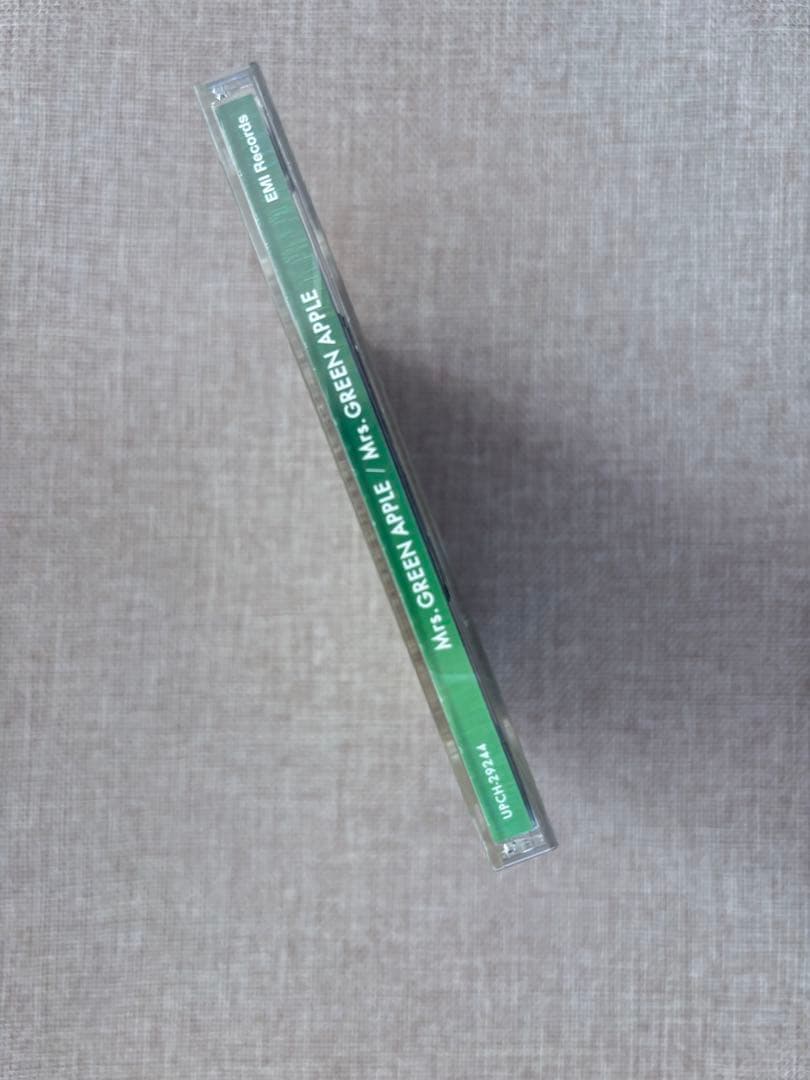 UPCH-29244
Mrs. GREEN APPLE / Mrs. GREEN APPLE
EMI Records